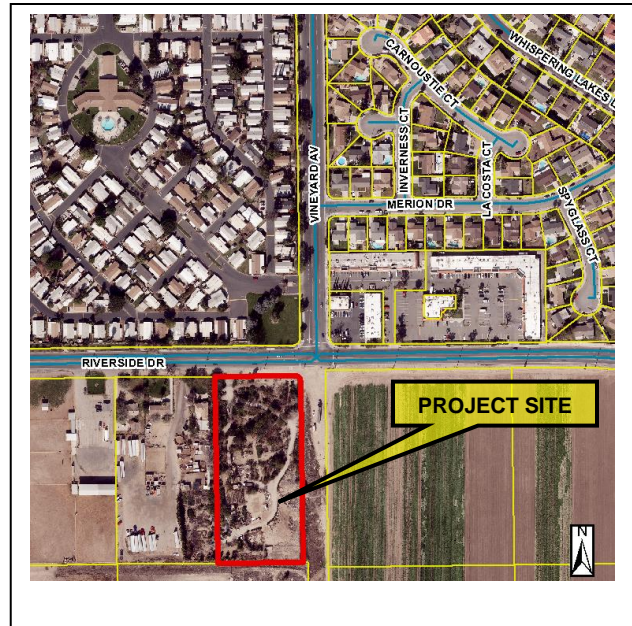 CARNOUSTIE CT
WHISPERING LAKES L
INVERNESS CT
LA COSTA CT
VINEYARD AV
MERION DR
SPYGLASS CT
RIVERSIDE DR
PROJECT SITE
N